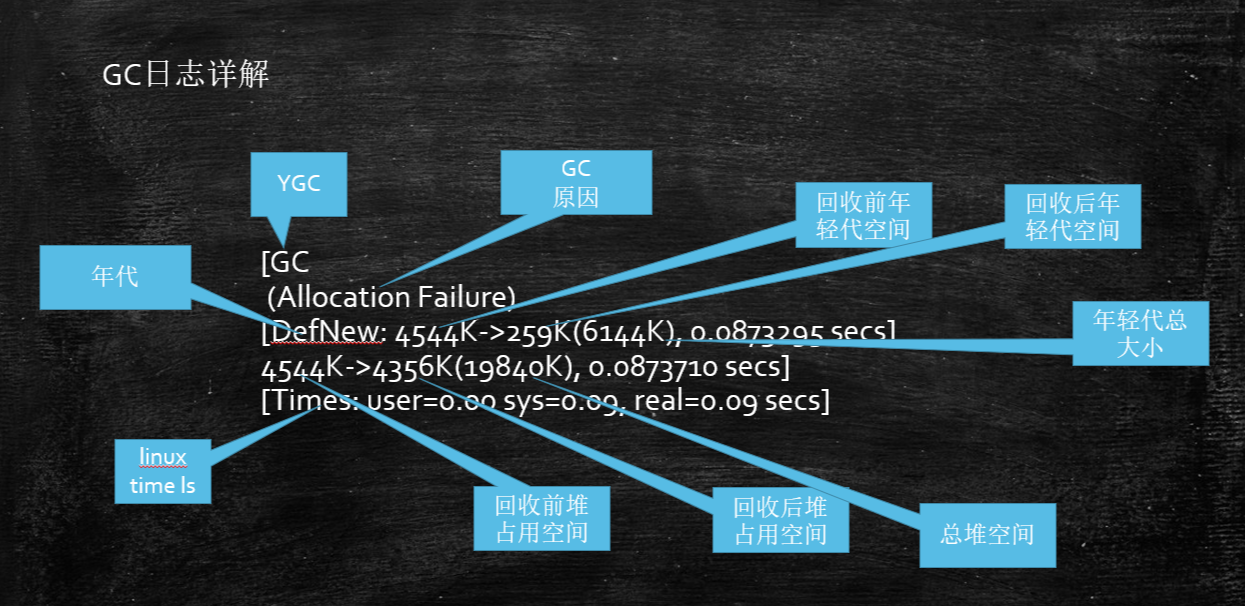 GC日志详解
YGC
GC
原因
回收前年
轻代空间
回收后年
轻代空间
年代
[GC
(Allocation Failure)
[DefNew: 4544K->259K(6144K), 0.0873295 secs]
4544K->4356K(19840K), 0.0873710 secs]
[Times: user=0.00 sys=0.09, real=0.09 secs]
年轻代总
大小
linux
time ls
回收前堆
占用空间
回收后堆
占用空间
总堆空间